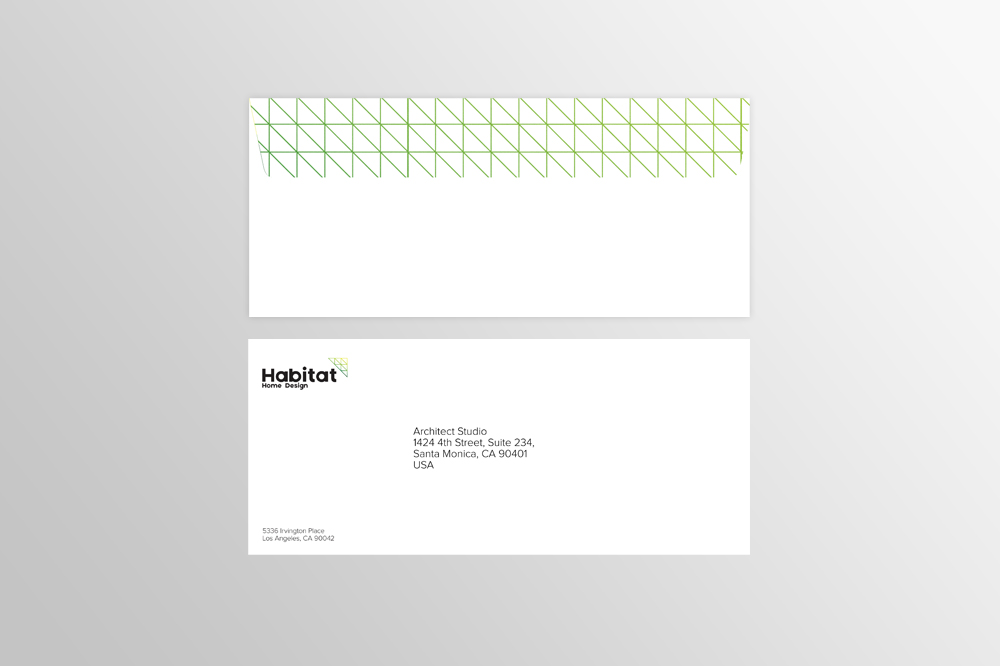 Habitat
Home Design
Architect Studio
1424 4th Street, Suite 234,
Santa Monica, CA 90401
USA
5336 Irvington Place
Los Angeles, CA 90042